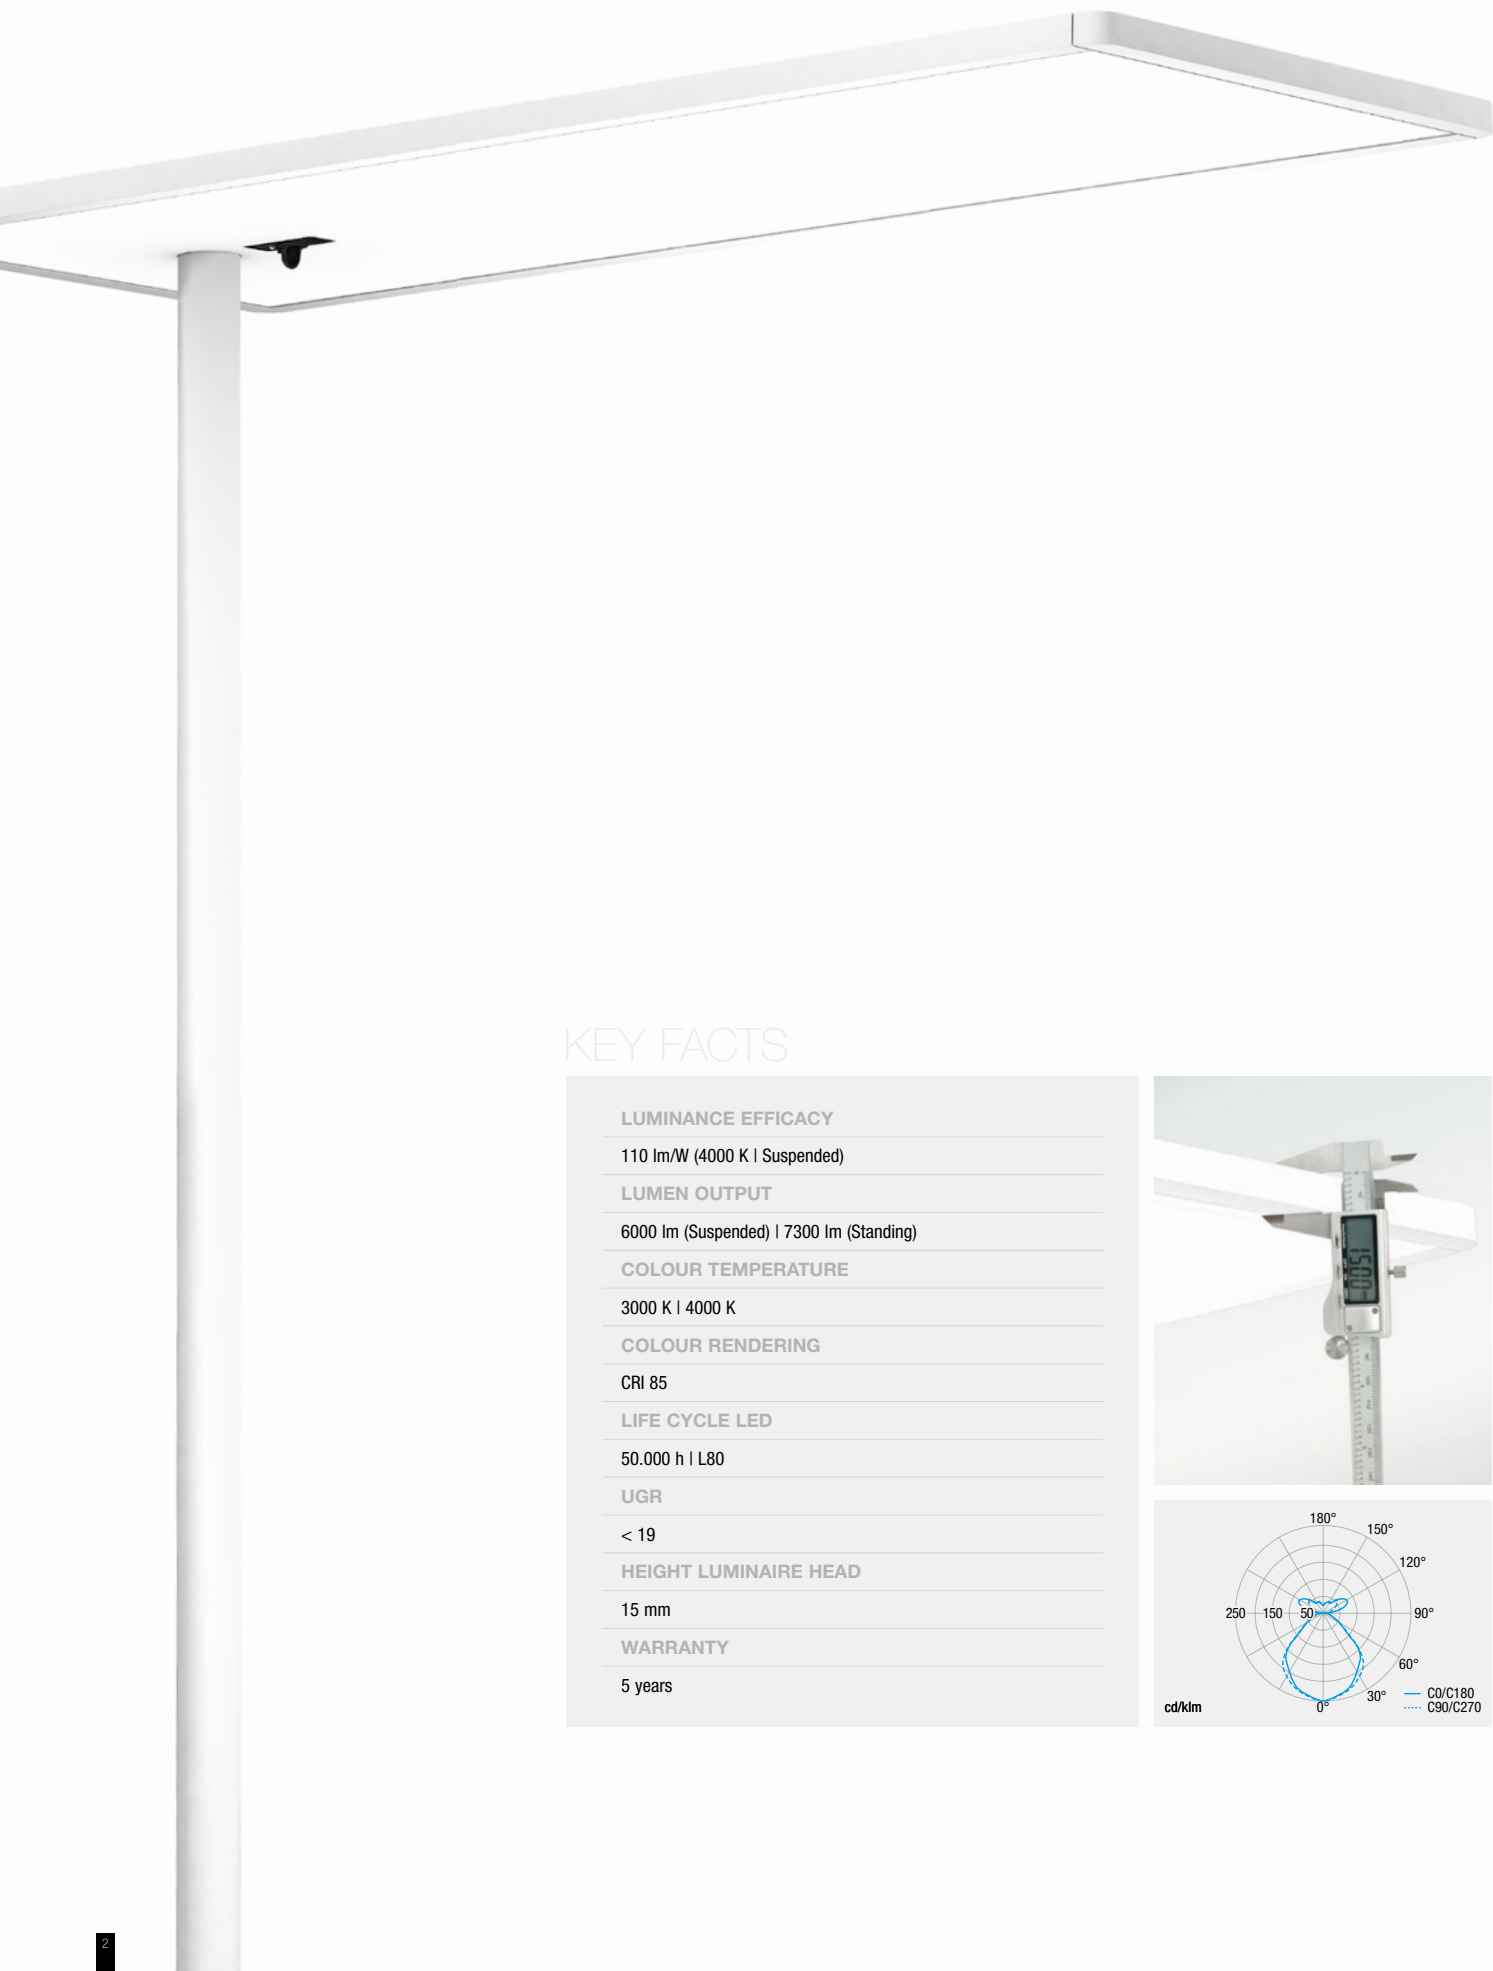 KEY FACTS
LUMINANCE EFFICACY
110 lm/W (4000 K | Suspended)
LUMEN OUTPUT
6000 lm (Suspended) | 7300 lm (Standing)
COLOUR TEMPERATURE
3000 K | 4000 K
COLOUR RENDERING
CRI 85
LIFE CYCLE LED
50.000 h | L80
UGR
< 19
HEIGHT LUMINAIRE HEAD
15 mm
WARRANTY
5 years
180°
150°
120°
250 150 50 90°
60°
30°
0°
C0/C180
C90/C270
cd/klm
2